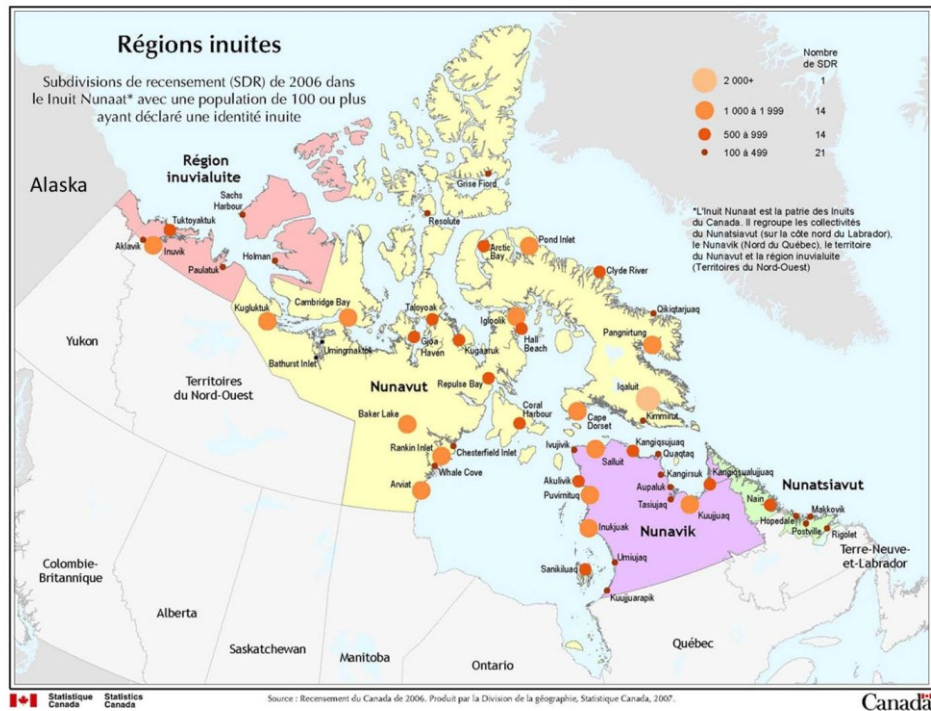 Régions inuites
Subdivisions de recensement (SDR) de 2006 dans
le Inuit Nunaat* avec une population de 100 ou plus
ayant déclaré une identité inuite
Nombre
de SDR
2 000+ 1
1 000 à 1 999 14
500 à 999 14
100 à 499 21
*L'Inuit Nunaat est la patrie des Inuits
du Canada. Il regroupe les collectivités
du Nunatsiavut (sur la côte nord du Labrador),
le Nunavik (Nord du Québec), le territoire
du Nunavut et la région inuvialuite
(Territoires du Nord-Ouest)
Alaska
Région
inuvialuite
Sachs
Harbour
Tuktoyaktuk
Aklavik
Inuvik
Paulatuk
Holman
Grise Fiord
Resolute
Arctic
Bay
Pond Inlet
Clyde River
Qikiqtarjuaq
Pangnirtung
Kugluktuk
Cambridge Bay
Taloyoak
Igloolik
Hall
Beach
Gjoa
Haven
Kugaaruk
Umingmaktok
Bathurst Inlet
Yukon
Territoires
du Nord-Ouest
Nunavut
Repulse Bay
Iqaluit
Kimmirut
Baker Lake
Coral
Harbour
Cape
Dorset
Rankin Inlet
Chesterfield Inlet
Whale Cove
Arviat
Ivujivik
Salluit
Kangiqsujuaq
Quaqtaq
Kangirsuk
Kangiqsualujjuaq
Akulivik
Aupaluk
Puvirnituq
Tasiujaq
Kuujjuaq
Nunavik
Inukjuak
Nunatsiavut
Nain
Makkovik
Hopedale
Postville
Rigolet
Sanikiluaq
Umiujaq
Kuujjuarapik
Terre-Neuve-
et-Labrador
Colombie-
Britannique
Alberta
Saskatchewan
Manitoba
Ontario
Québec
Statistique Statistics
Canada Canada
Source : Recensement du Canada de 2006. Produit par la Division de la géographie, Statistique Canada, 2007.
Canada